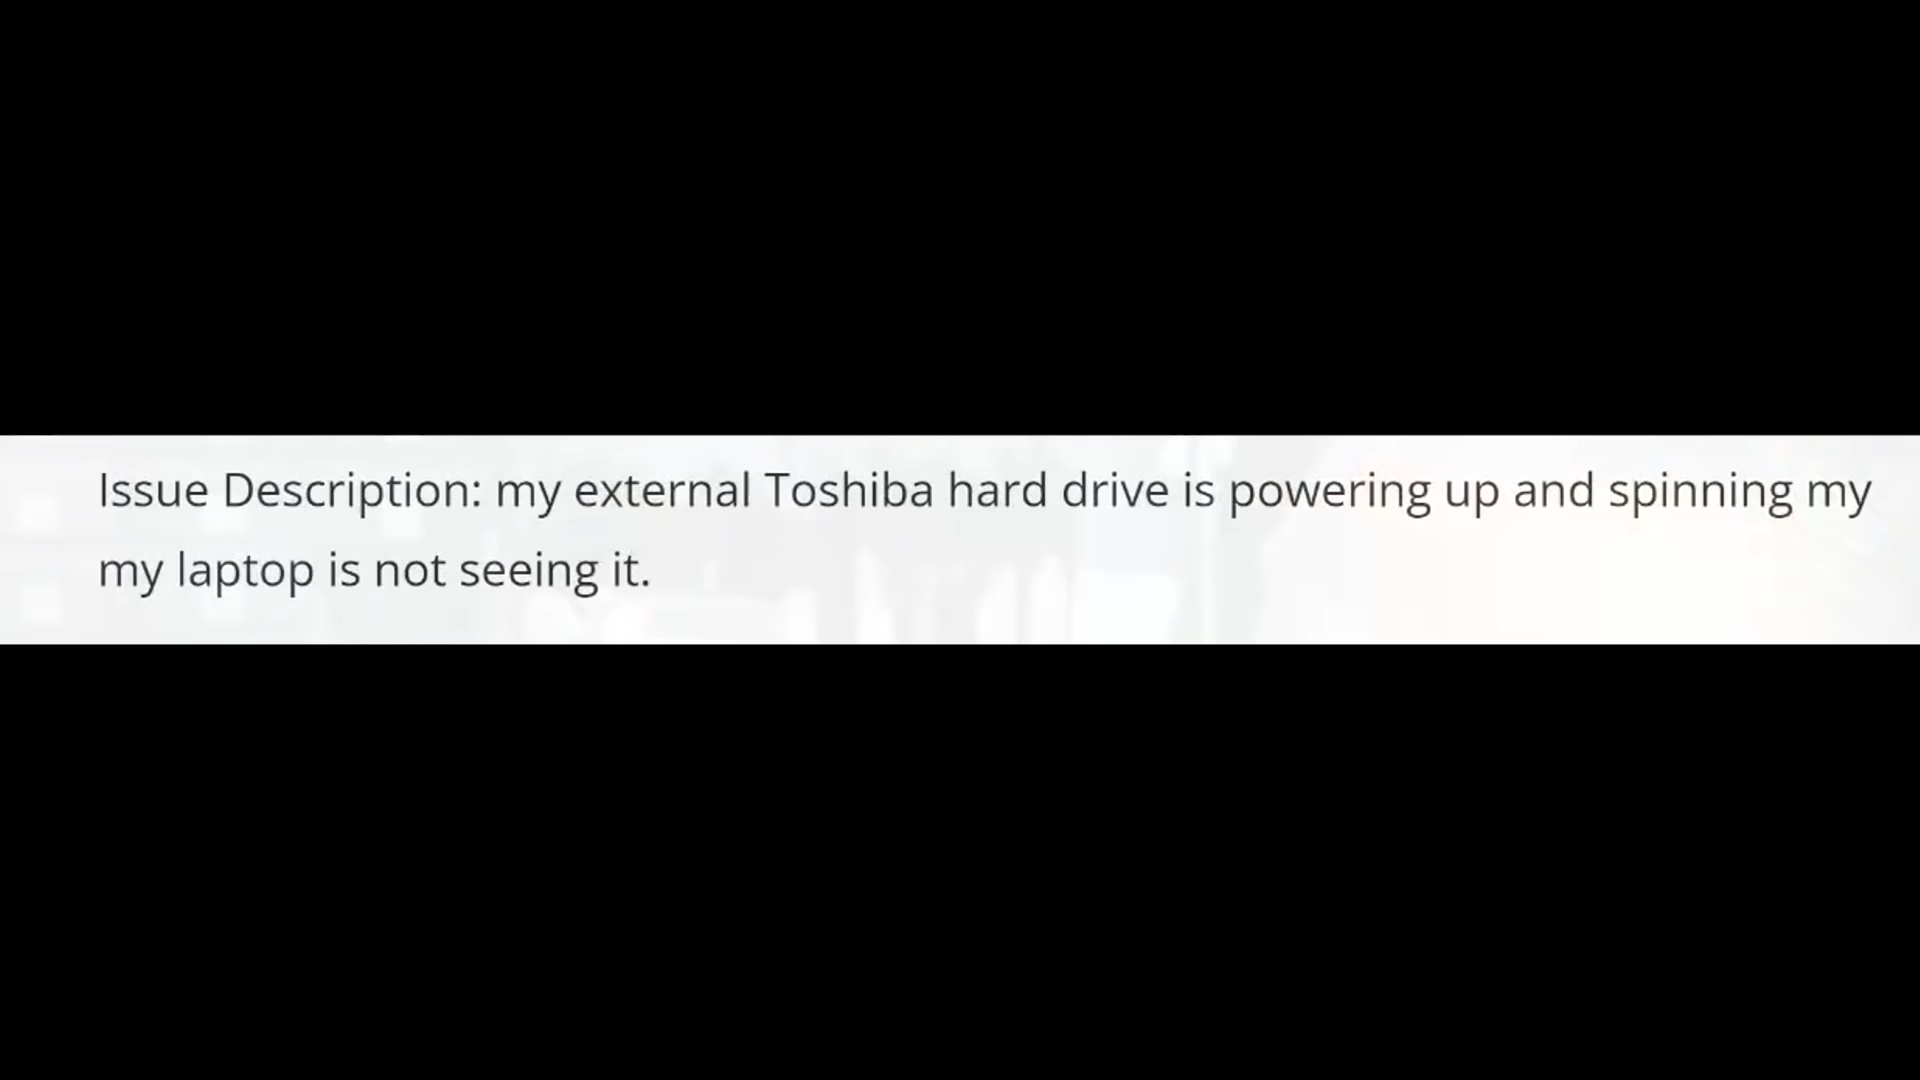 Issue Description: my external Toshiba hard drive is powering up and spinning my
my laptop is not seeing it.